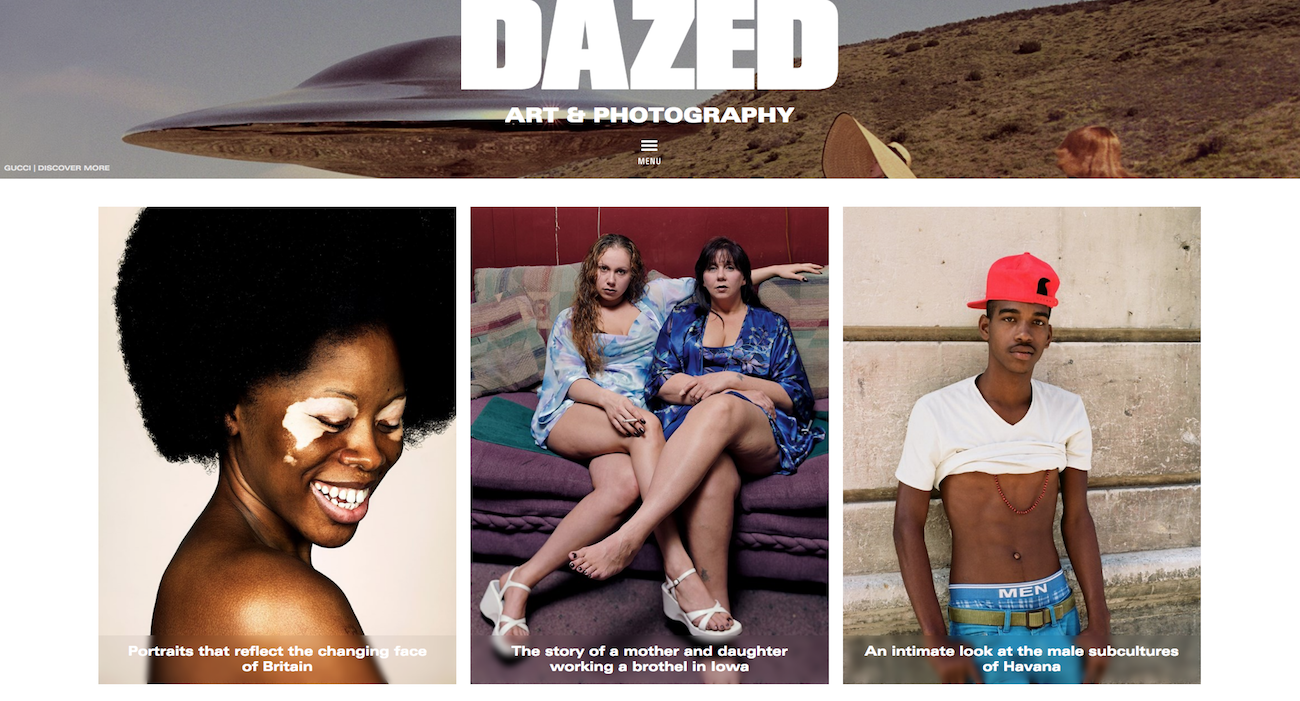 DAZED
ART & PHOTOGRAPHY
MENU
GUCCI | DISCOVER MORE
Portraits that reflect the changing face
of Britain
The story of a mother and daughter
working a brothel in Iowa
MEN
An intimate look at the male subcultures
of Havana